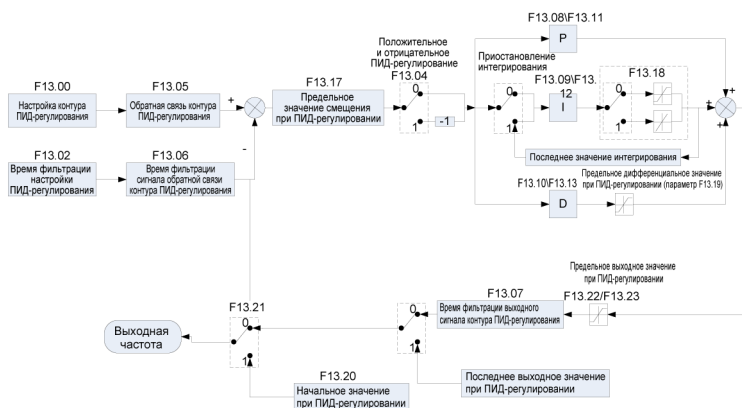 F13.08\F13.11
P
Положительное
и отрицательное
ПИД-регулирование
F13.04
Приостановление
интегрирования
F13.00
F13.05
F13.17
F13.09\F13.
12
F13.18
Настройка контура
ПИД-регулирования
Обратная связь контура
ПИД-регулирования
+
Предельное
значение смещения
при ПИД-регулировании
0
1
-1
0
1
I
0
1
+
+
+
-
F13.02
F13.06
Время фильтрации
настройки
ПИД-регулирования
Время фильтрации
сигнала обратной связи
контура ПИД-регулирования
Последнее значение интегрирования
F13.10\F13.13
D
Предельное дифференциальное значение
при ПИД-регулировании (параметр F13.19)
Предельное выходное значение
при ПИД-регулировании
F13.07
F13.22/F13.23
F13.21
Время фильтрации выходного
сигнала контура ПИД-регулирования
Выходная
частота
0
1
0
1
F13.20
Начальное значение
при ПИД-регулировании
Последнее выходное значение
при ПИД-регулировании